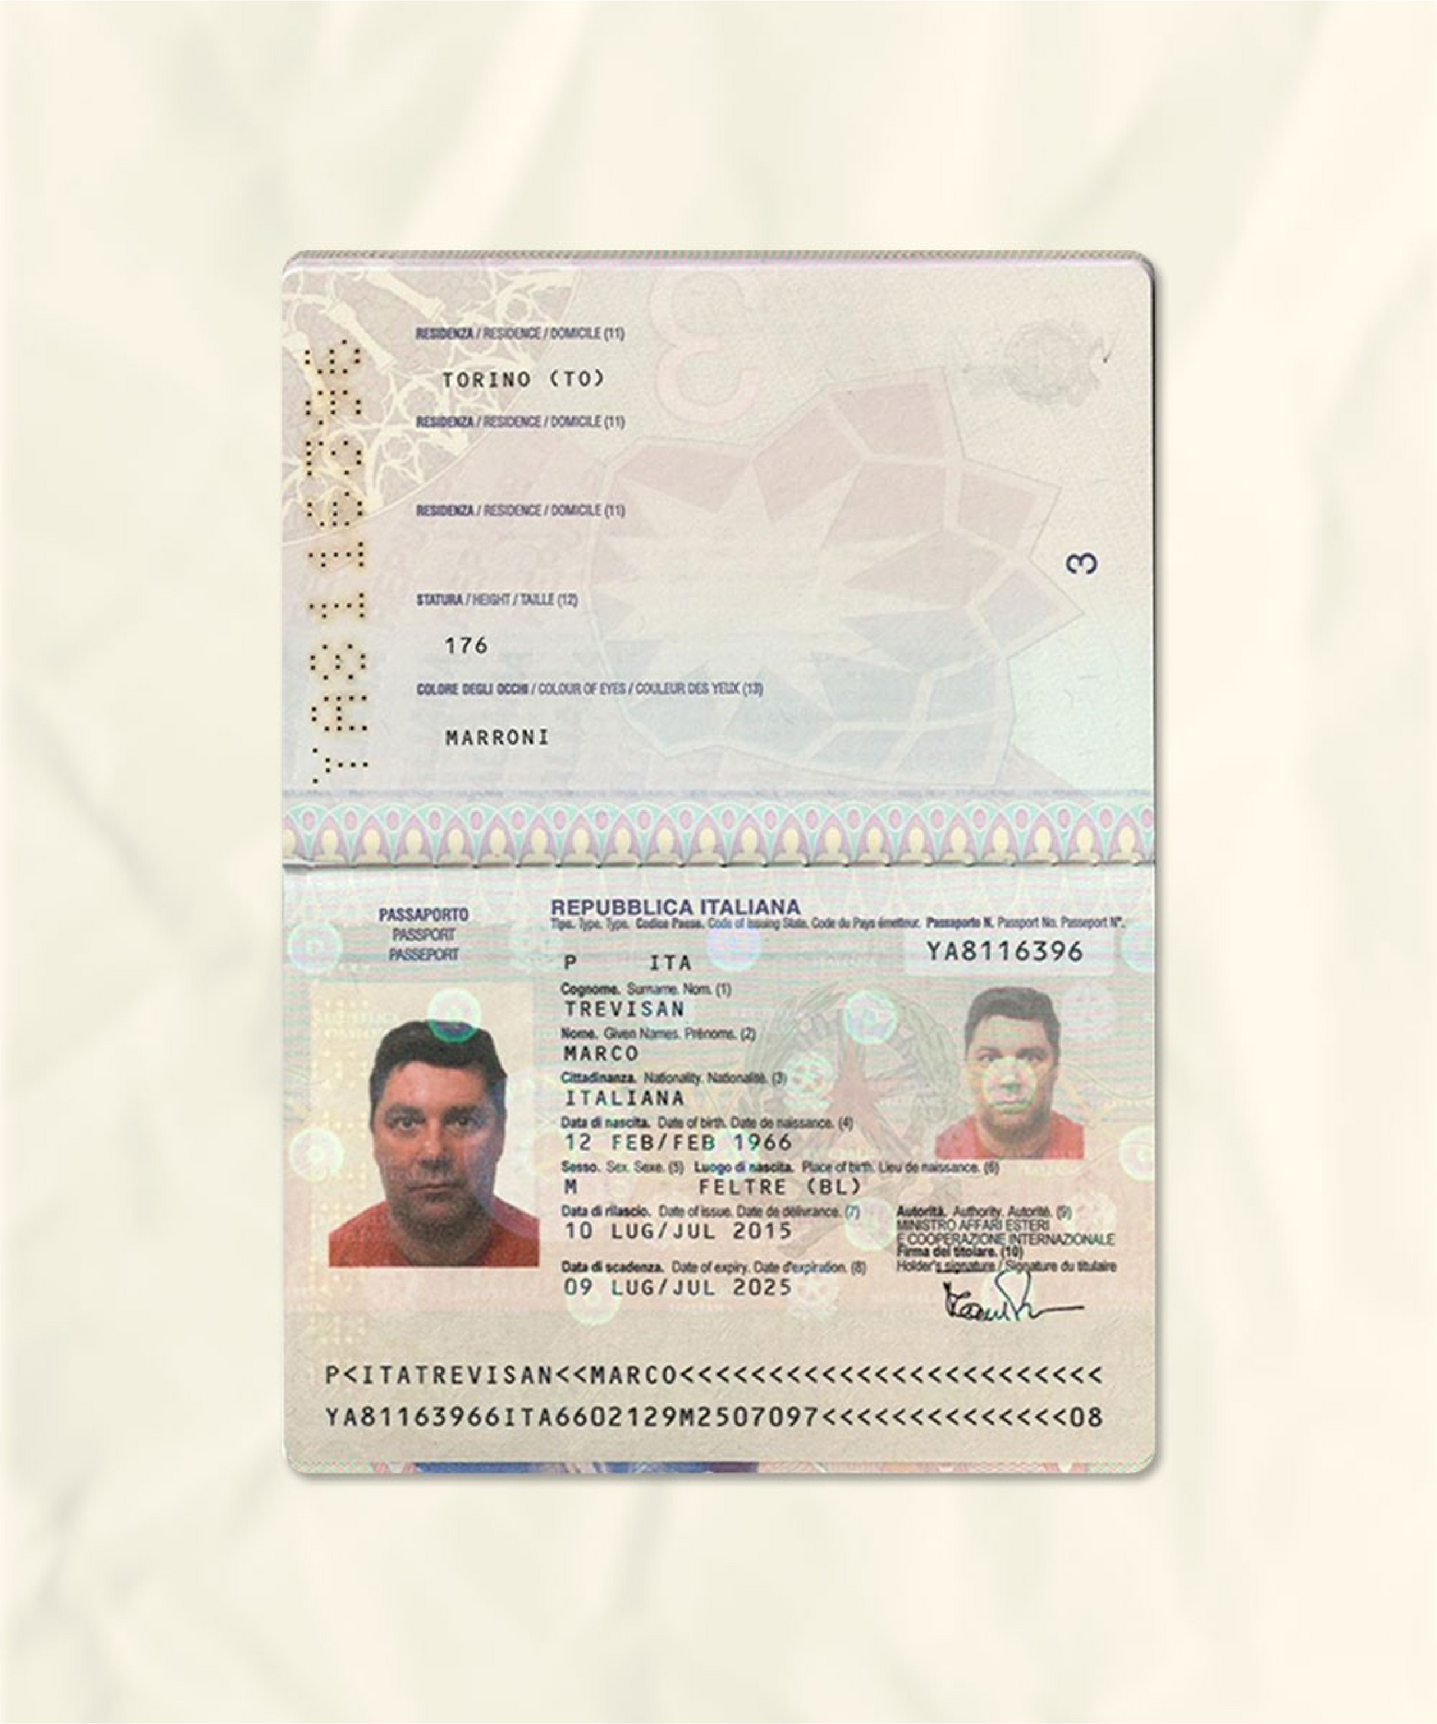 RESIDENZA / RESIDENCE / DOMICILE (11)
TORINO (TO)
RESIDENZA / RESIDENCE / DOMICILE (11)
RESIDENZA / RESIDENCE / DOMICILE (11)
3
STATURA / HEIGHT / TAILLE (12)
176
COLORE DEGLI OCCHI / COLOUR OF EYES / COULEUR DES YEUX (13)
MARRONI
3
PASSAPORTO
PASSPORT
PASSEPORT
REPUBBLICA ITALIANA
Tipo. Type. Type. Codice Paese. Code of Issuing State. Code du Pays émetteur. Passaporto N. Passport No. Passeport N°.
P ITA YA8116396
Cognome. Surname. Nom. (1)
TREVISAN
Nome. Given Names. Prénoms. (2)
MARCO
Cittadinanza. Nationality. Nationalité. (3)
ITALIANA
Data di nascita. Date of birth. Date de naissance. (4)
12 FEB/FEB 1966
Sesso. Sex. Sexe. (5) Luogo di nascita. Place of birth. Lieu de naissance. (6)
M FELTRE (BL)
Data di rilascio. Date of issue. Date de délivrance. (7)
10 LUG/JUL 2015
Autorità. Authority. Autorité. (9)
MINISTRO AFFARI ESTERI
E COOPERAZIONE INTERNAZIONALE
Data di scadenza. Date of expiry. Date d'expiration. (8)
09 LUG/JUL 2025
Firma del titolare. (10)
Holder's signature / Signature du titulaire
P<ITATREVISAN<<MARCO<<<<<<<<<<<<<<<<<<<<<<<<
YA81163966ITA6602129M2507097<<<<<<<<<<<<<<08